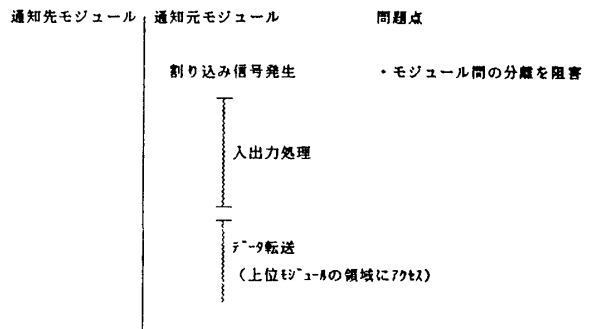 通知先モジュール 通知元モジュール 問題点
割り込み信号発生 ・モジュール間の分離を阻害
入出力処理
ﾃﾞｰﾀ転送
(上位ﾓｼﾞｭｰﾙの領域にｱｸｾｽ)